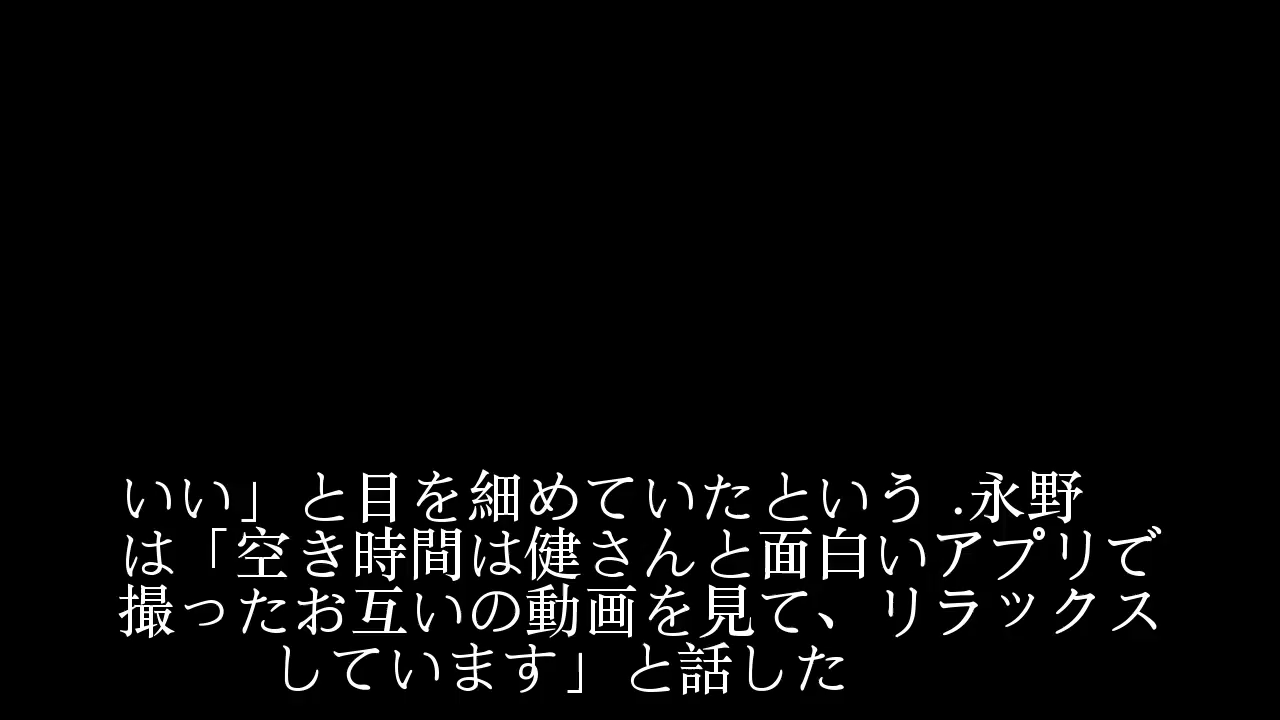 いい」と目を細めていたという .永野
は「空き時間は健さんと面白いアプリで
撮ったお互いの動画を見て、リラックス
しています」と話した